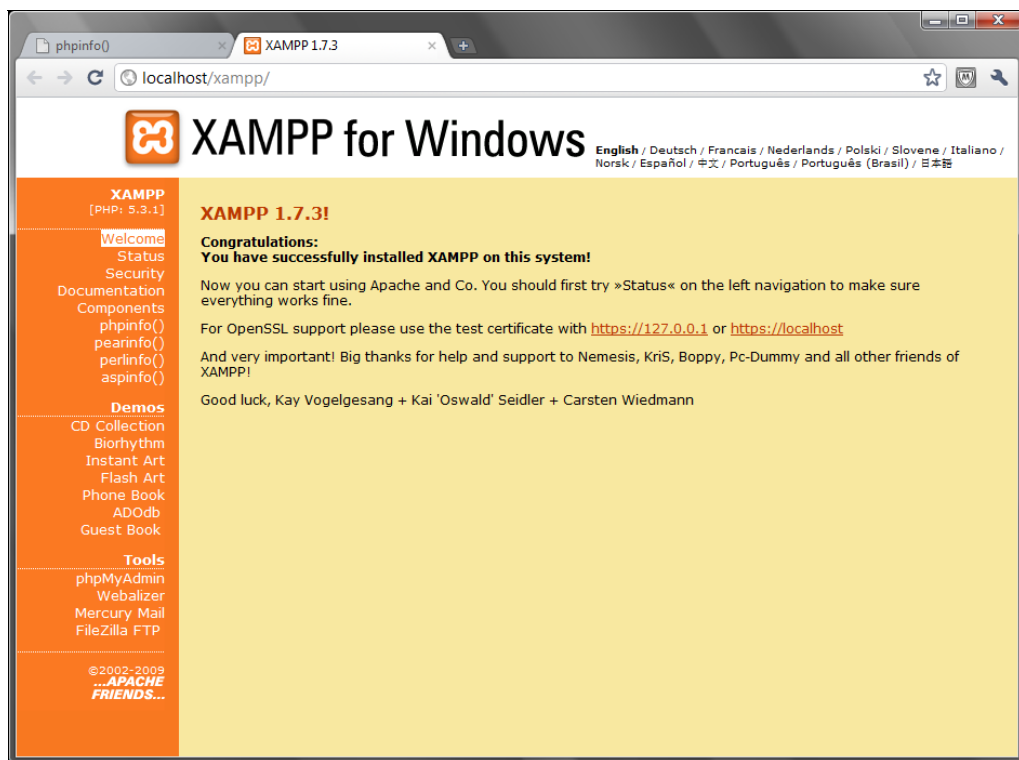 phpinfo()
XAMPP 1.7.3
localhost/xampp/
XAMPP for Windows
English / Deutsch / Francais / Nederlands / Polski / Slovene / Italiano /
Norsk / Español / 中文 / Português / Português (Brasil) / 日本語
XAMPP
[PHP: 5.3.1]
Welcome
Status
Security
Documentation
Components
phpinfo()
pearinfo()
perlinfo()
aspinfo()
Demos
CD Collection
Biorhythm
Instant Art
Flash Art
Phone Book
ADOdb
Guest Book
Tools
phpMyAdmin
Webalizer
Mercury Mail
FileZilla FTP
©2002-2009
...APACHE
FRIENDS...
XAMPP 1.7.3!
Congratulations:
You have successfully installed XAMPP on this system!
Now you can start using Apache and Co. You should first try »Status« on the left navigation to make sure
everything works fine.
For OpenSSL support please use the test certificate with https://127.0.0.1 or https://localhost
And very important! Big thanks for help and support to Nemesis, KriS, Boppy, Pc-Dummy and all other friends of
XAMPP!
Good luck, Kay Vogelgesang + Kai 'Oswald' Seidler + Carsten Wiedmann